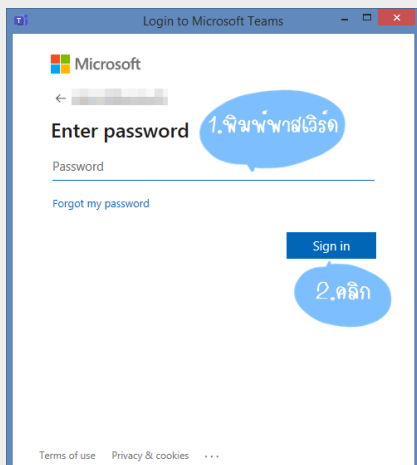 Login to Microsoft Teams
Microsoft
Enter password
1.พิมพ์พาสเวิร์ด
Password
Forgot my password
Sign in
2.คลิก
Terms of use Privacy & cookies ...